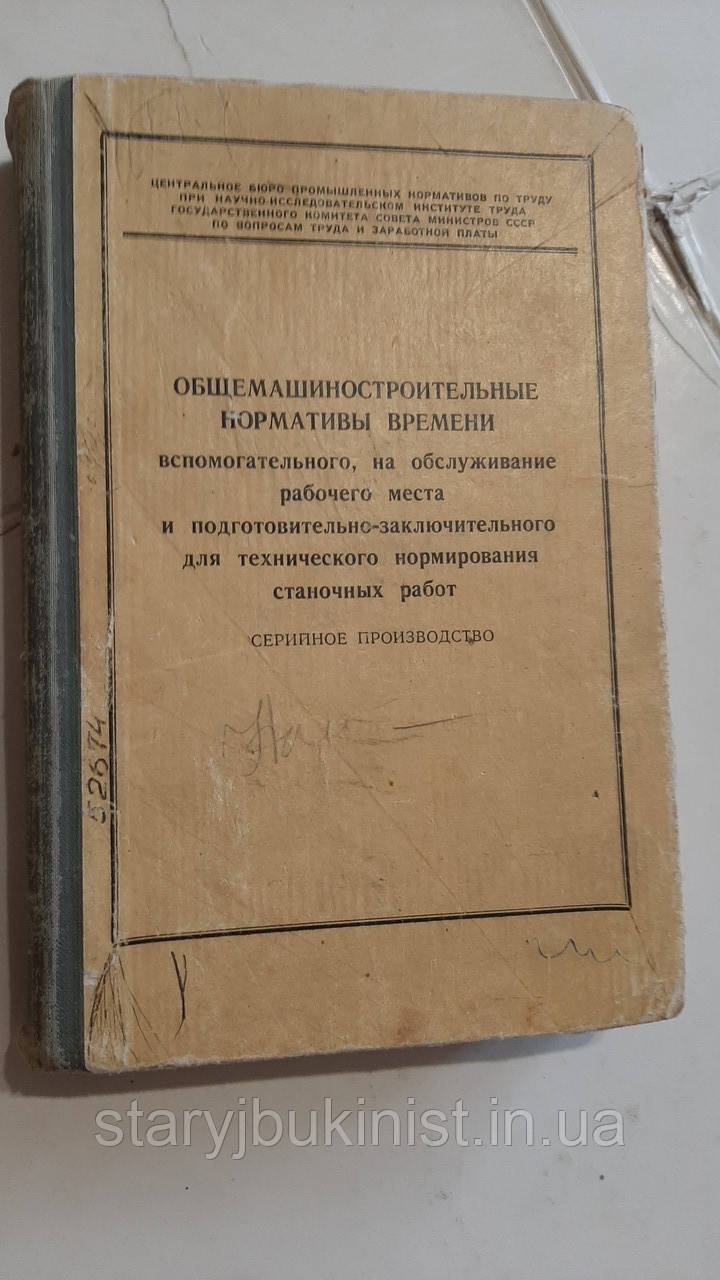 ЦЕНТРАЛЬНОЕ БЮРО ПРОМЫШЛЕННЫХ НОРМАТИВОВ ПО ТРУДУ
ПРИ НАУЧНО-ИССЛЕДОВАТЕЛЬСКОМ ИНСТИТУТЕ ТРУДА
ГОСУДАРСТВЕННОГО КОМИТЕТА СОВЕТА МИНИСТРОВ СССР
ПО ВОПРОСАМ ТРУДА И ЗАРАБОТНОЙ ПЛАТЫ
ОБЩЕМАШИНОСТРОИТЕЛЬНЫЕ
НОРМАТИВЫ ВРЕМЕНИ
вспомогательного, на обслуживание
рабочего места
и подготовительно-заключительного
для технического нормирования
станочных работ
СЕРИЙНОЕ ПРОИЗВОДСТВО
52674
staryjbukinist.in.ua